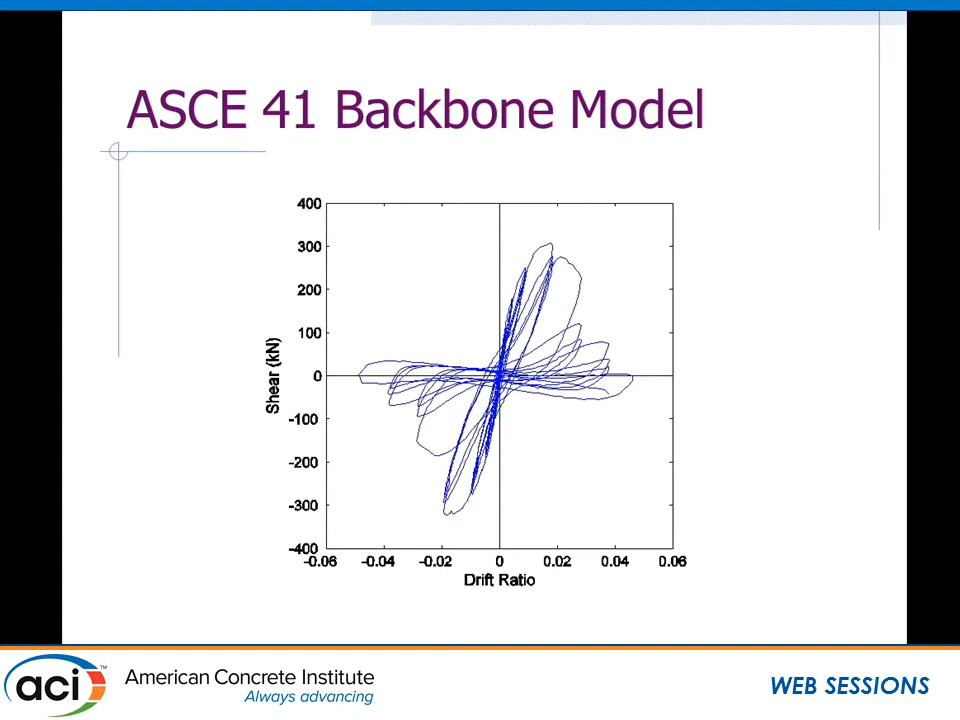 ASCE 41 Backbone Model
400
300
200
100
0
-100
-200
-300
-400
Shear (kN)
-0.06 -0.04 -0.02 0 0.02 0.04 0.06
Drift Ratio
aci™ American Concrete Institute
Always advancing
WEB SESSIONS